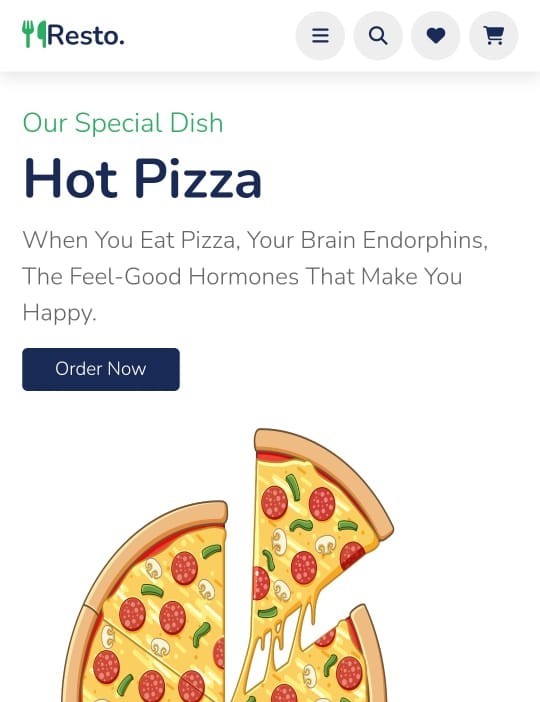 Resto.
Our Special Dish
Hot Pizza
When You Eat Pizza, Your Brain Endorphins,
The Feel-Good Hormones That Make You
Happy.
Order Now